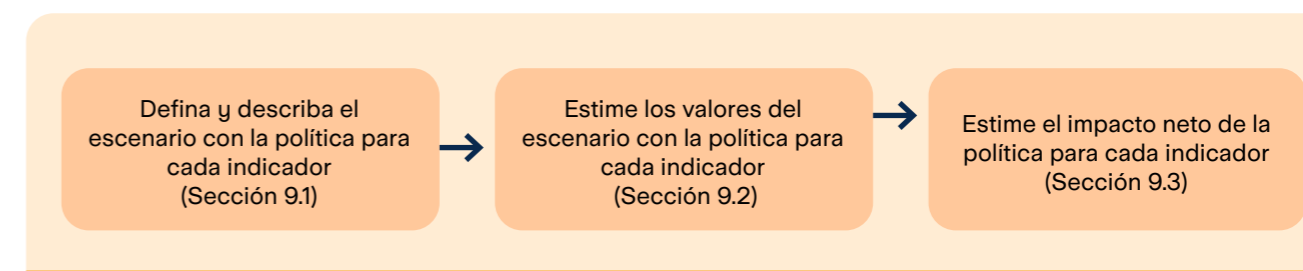 Defina y describa el
escenario con la política para
cada indicador
(Sección 9.1)
Estime los valores del
escenario con la política para
cada indicador
(Sección 9.2)
Estime el impacto neto de la
política para cada indicador
(Sección 9.3)